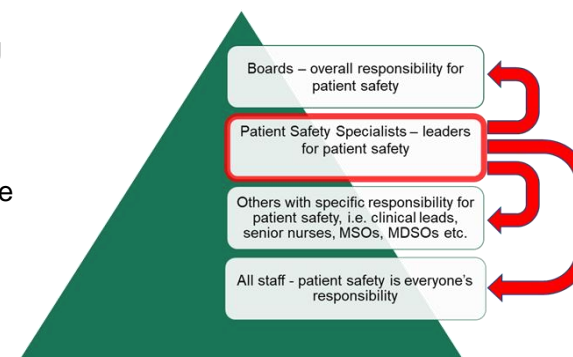 Boards – overall responsibility for
patient safety
Patient Safety Specialists – leaders
for patient safety
Others with specific responsibility for
patient safety, i.e. clinical leads,
senior nurses, MSOs, MDSOs etc.
All staff - patient safety is everyone's
responsibility